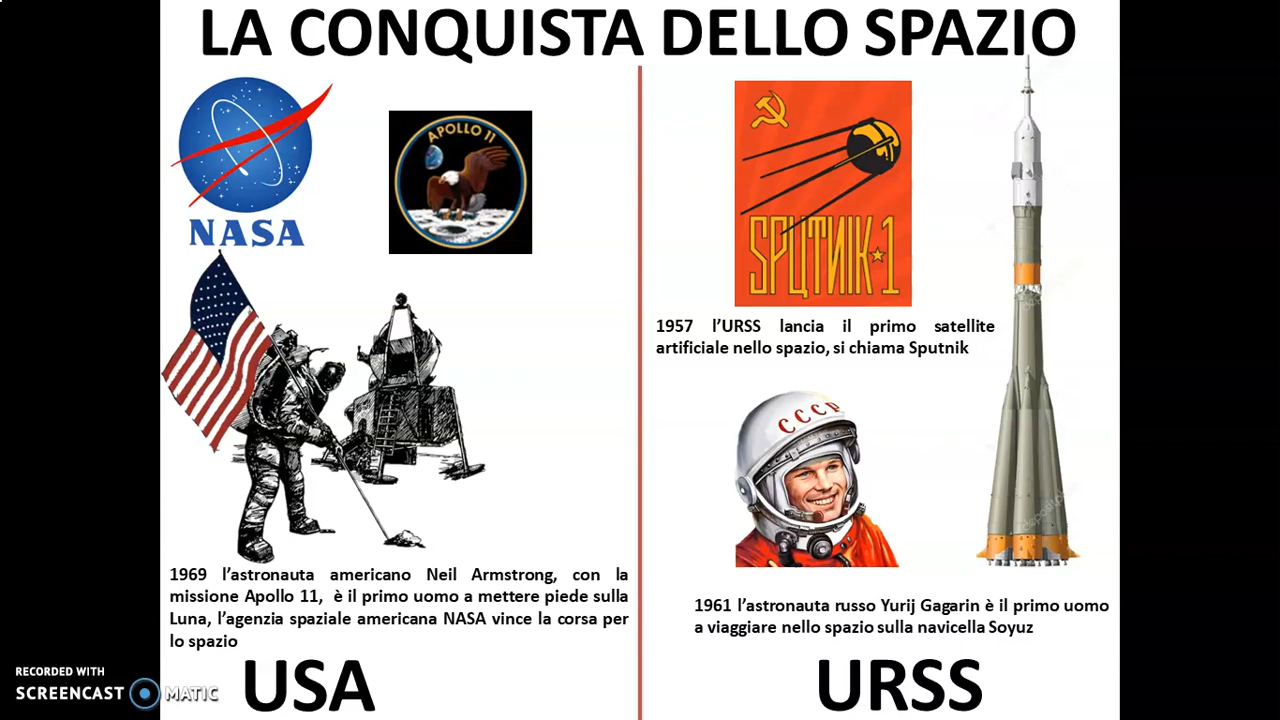 LA CONQUISTA DELLO SPAZIO
NASA
APOLLO 11
1969 l'astronauta americano Neil Armstrong, con la
missione Apollo 11, è il primo uomo a mettere piede sulla
Luna, l'agenzia spaziale americana NASA vince la corsa per
lo spazio
USA
SPUTNIK 1
1957 l'URSS lancia il primo satellite
artificiale nello spazio, si chiama Sputnik
СССР
1961 l'astronauta russo Yurij Gagarin è il primo uomo
a viaggiare nello spazio sulla navicella Soyuz
URSS
RECORDED WITH
SCREENCAST MATIC